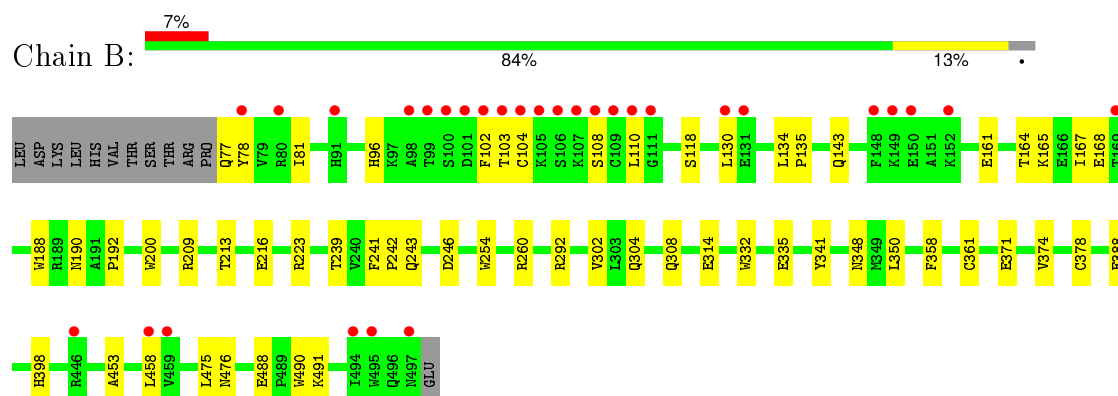 7%
Chain B:
84% 13% •
LEU ASP LYS LEU HIS VAL THR SER THR ARG PRO Q77 Y78 V79 R80 I81 H91 H96 K97 A98 T99 S100 D101 F102 T103 C104 K105 S106 K107 S108 C109 L110 G111 S118 L130 E131 L134 P135 Q143 F148 K149 E150 A151 K152 E161 T164 K165 E166 I167 E168 T169
W188 R189 N190 A191 P192 W200 R209 T213 E216 R223 T239 V240 F241 P242 Q243 D246 W254 R260 R292 V302 L303 Q304 Q308 E314 W332 E335 Y341 N348 M349 L350 F358 C361 E371 V374 C378
H398 R446 A453 L458 V459 L475 N476 E488 P489 W490 K491 I494 W495 Q496 N497 GLU